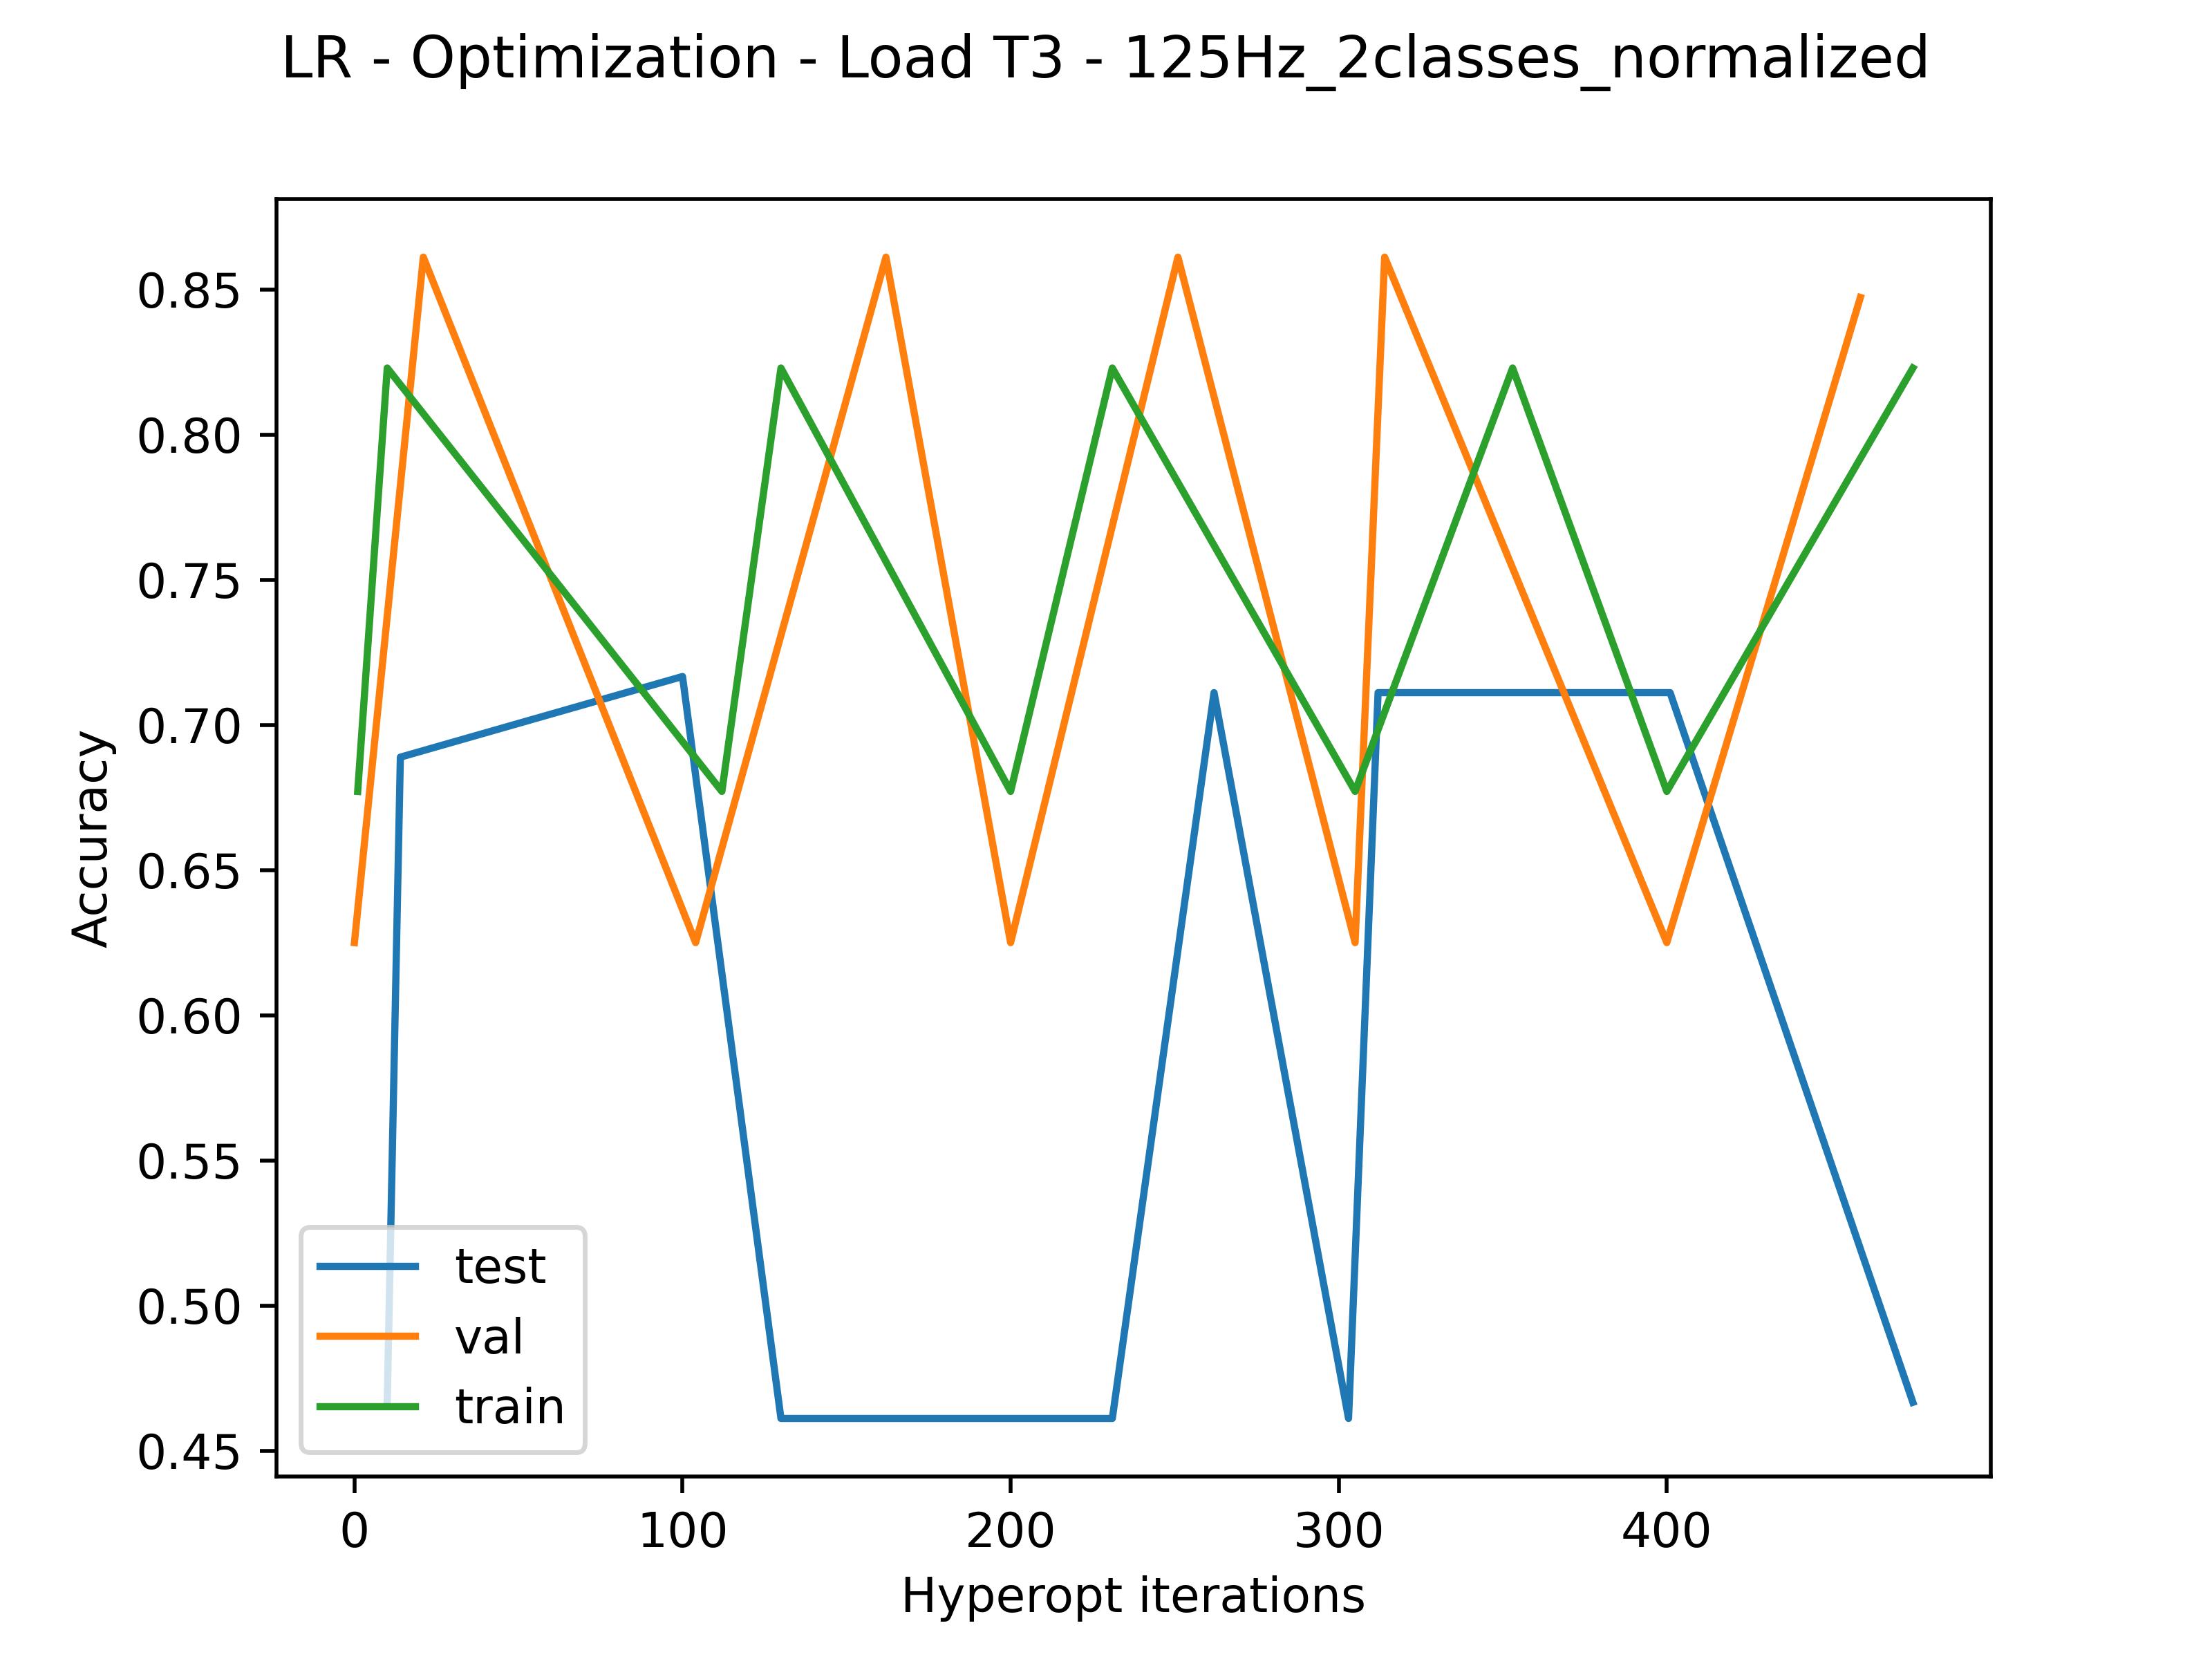 LR - Optimization - Load T3 - 125Hz_2classes_normalized
0.85
0.80
0.75
0.70
0.65
0.60
0.55
0.50
0.45
Accuracy
test
val
train
0 100 200 300 400
Hyperopt iterations